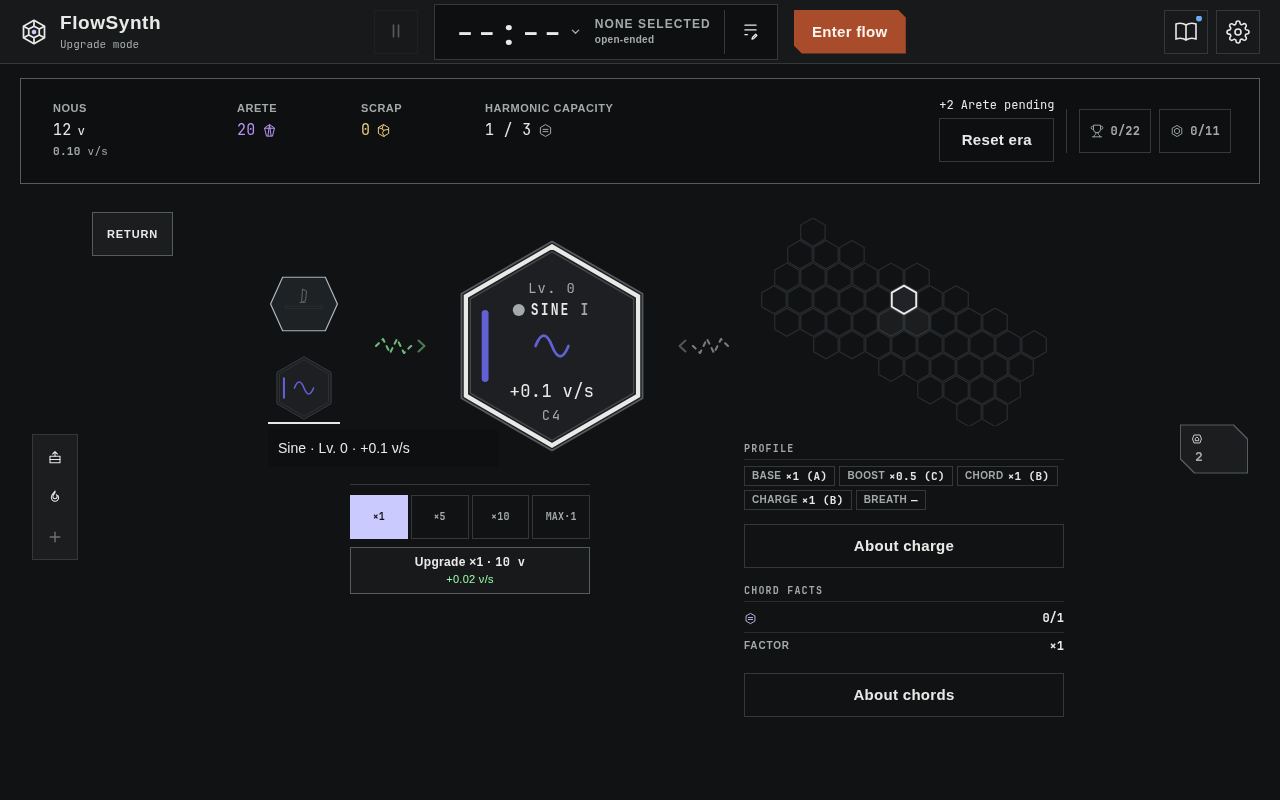 FlowSynth
Upgrade mode
– – : – –
NONE SELECTED
open-ended
Enter flow
NOUS
12 ν
0.10 ν/s
ARETE
20
SCRAP
0
HARMONIC CAPACITY
1 / 3
+2 Arete pending
Reset era
0/22
0/11
RETURN
Lv. 0
SINE I
+0.1 ν/s
C4
Sine · Lv. 0 · +0.1 ν/s
×1
×5
×10
MAX·1
Upgrade ×1 · 10 ν
+0.02 ν/s
PROFILE
BASE ×1 (A) BOOST ×0.5 (C) CHORD ×1 (B)
CHARGE ×1 (B) BREATH —
About charge
CHORD FACTS
0/1
FACTOR ×1
About chords
2